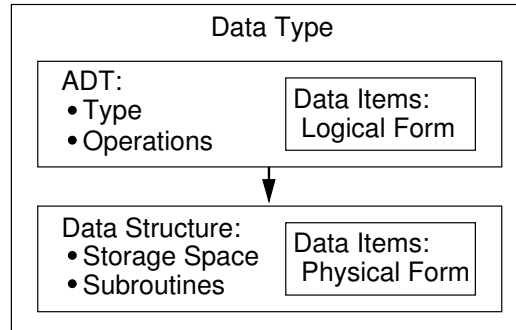 Data Type
ADT:
• Type
• Operations
Data Items:
Logical Form
Data Structure:
• Storage Space
• Subroutines
Data Items:
Physical Form